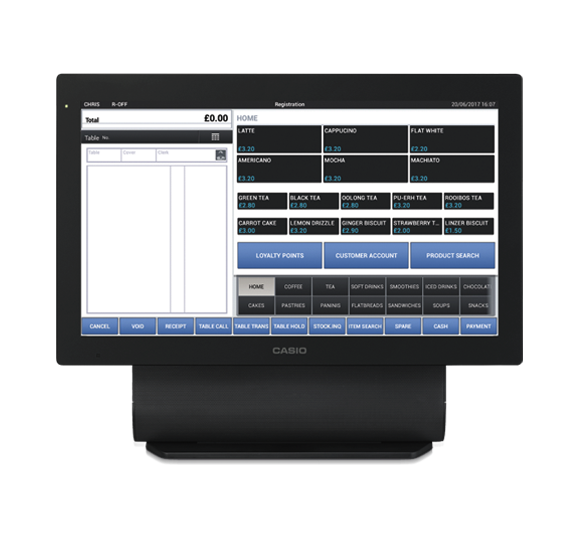 CHRIS R-OFF Registration 20/06/2017 16:07
Total £0.00
Table No.
Table Cover Clerk
HOME
LATTE CAPPUCINO FLAT WHITE
£3.20 £3.20 £2.20
AMERICANO MOCHA MACHIATO
£3.20 £3.20 £3.20
GREEN TEA BLACK TEA OOLONG TEA PU-ERH TEA ROOIBOS TEA
£2.80 £2.80 £2.80 £3.20 £3.20
CARROT CAKE LEMON DRIZZLE GINGER BISCUIT STRAWBERRY T... LINZER BISCUIT
£3.00 £3.20 £2.90 £2.00 £1.50
LOYALTY POINTS CUSTOMER ACCOUNT PRODUCT SEARCH
HOME COFFEE TEA SOFT DRINKS SMOOTHIES ICED DRINKS CHOCOLAT
CAKES PASTRIES PANINIS FLATBREADS SANDWICHES SOUPS SNACKS
CANCEL VOID RECEIPT TABLE CALL TABLE TRANS TABLE HOLD STOCK.INQ ITEM SEARCH SPARE CASH PAYMENT
CASIO